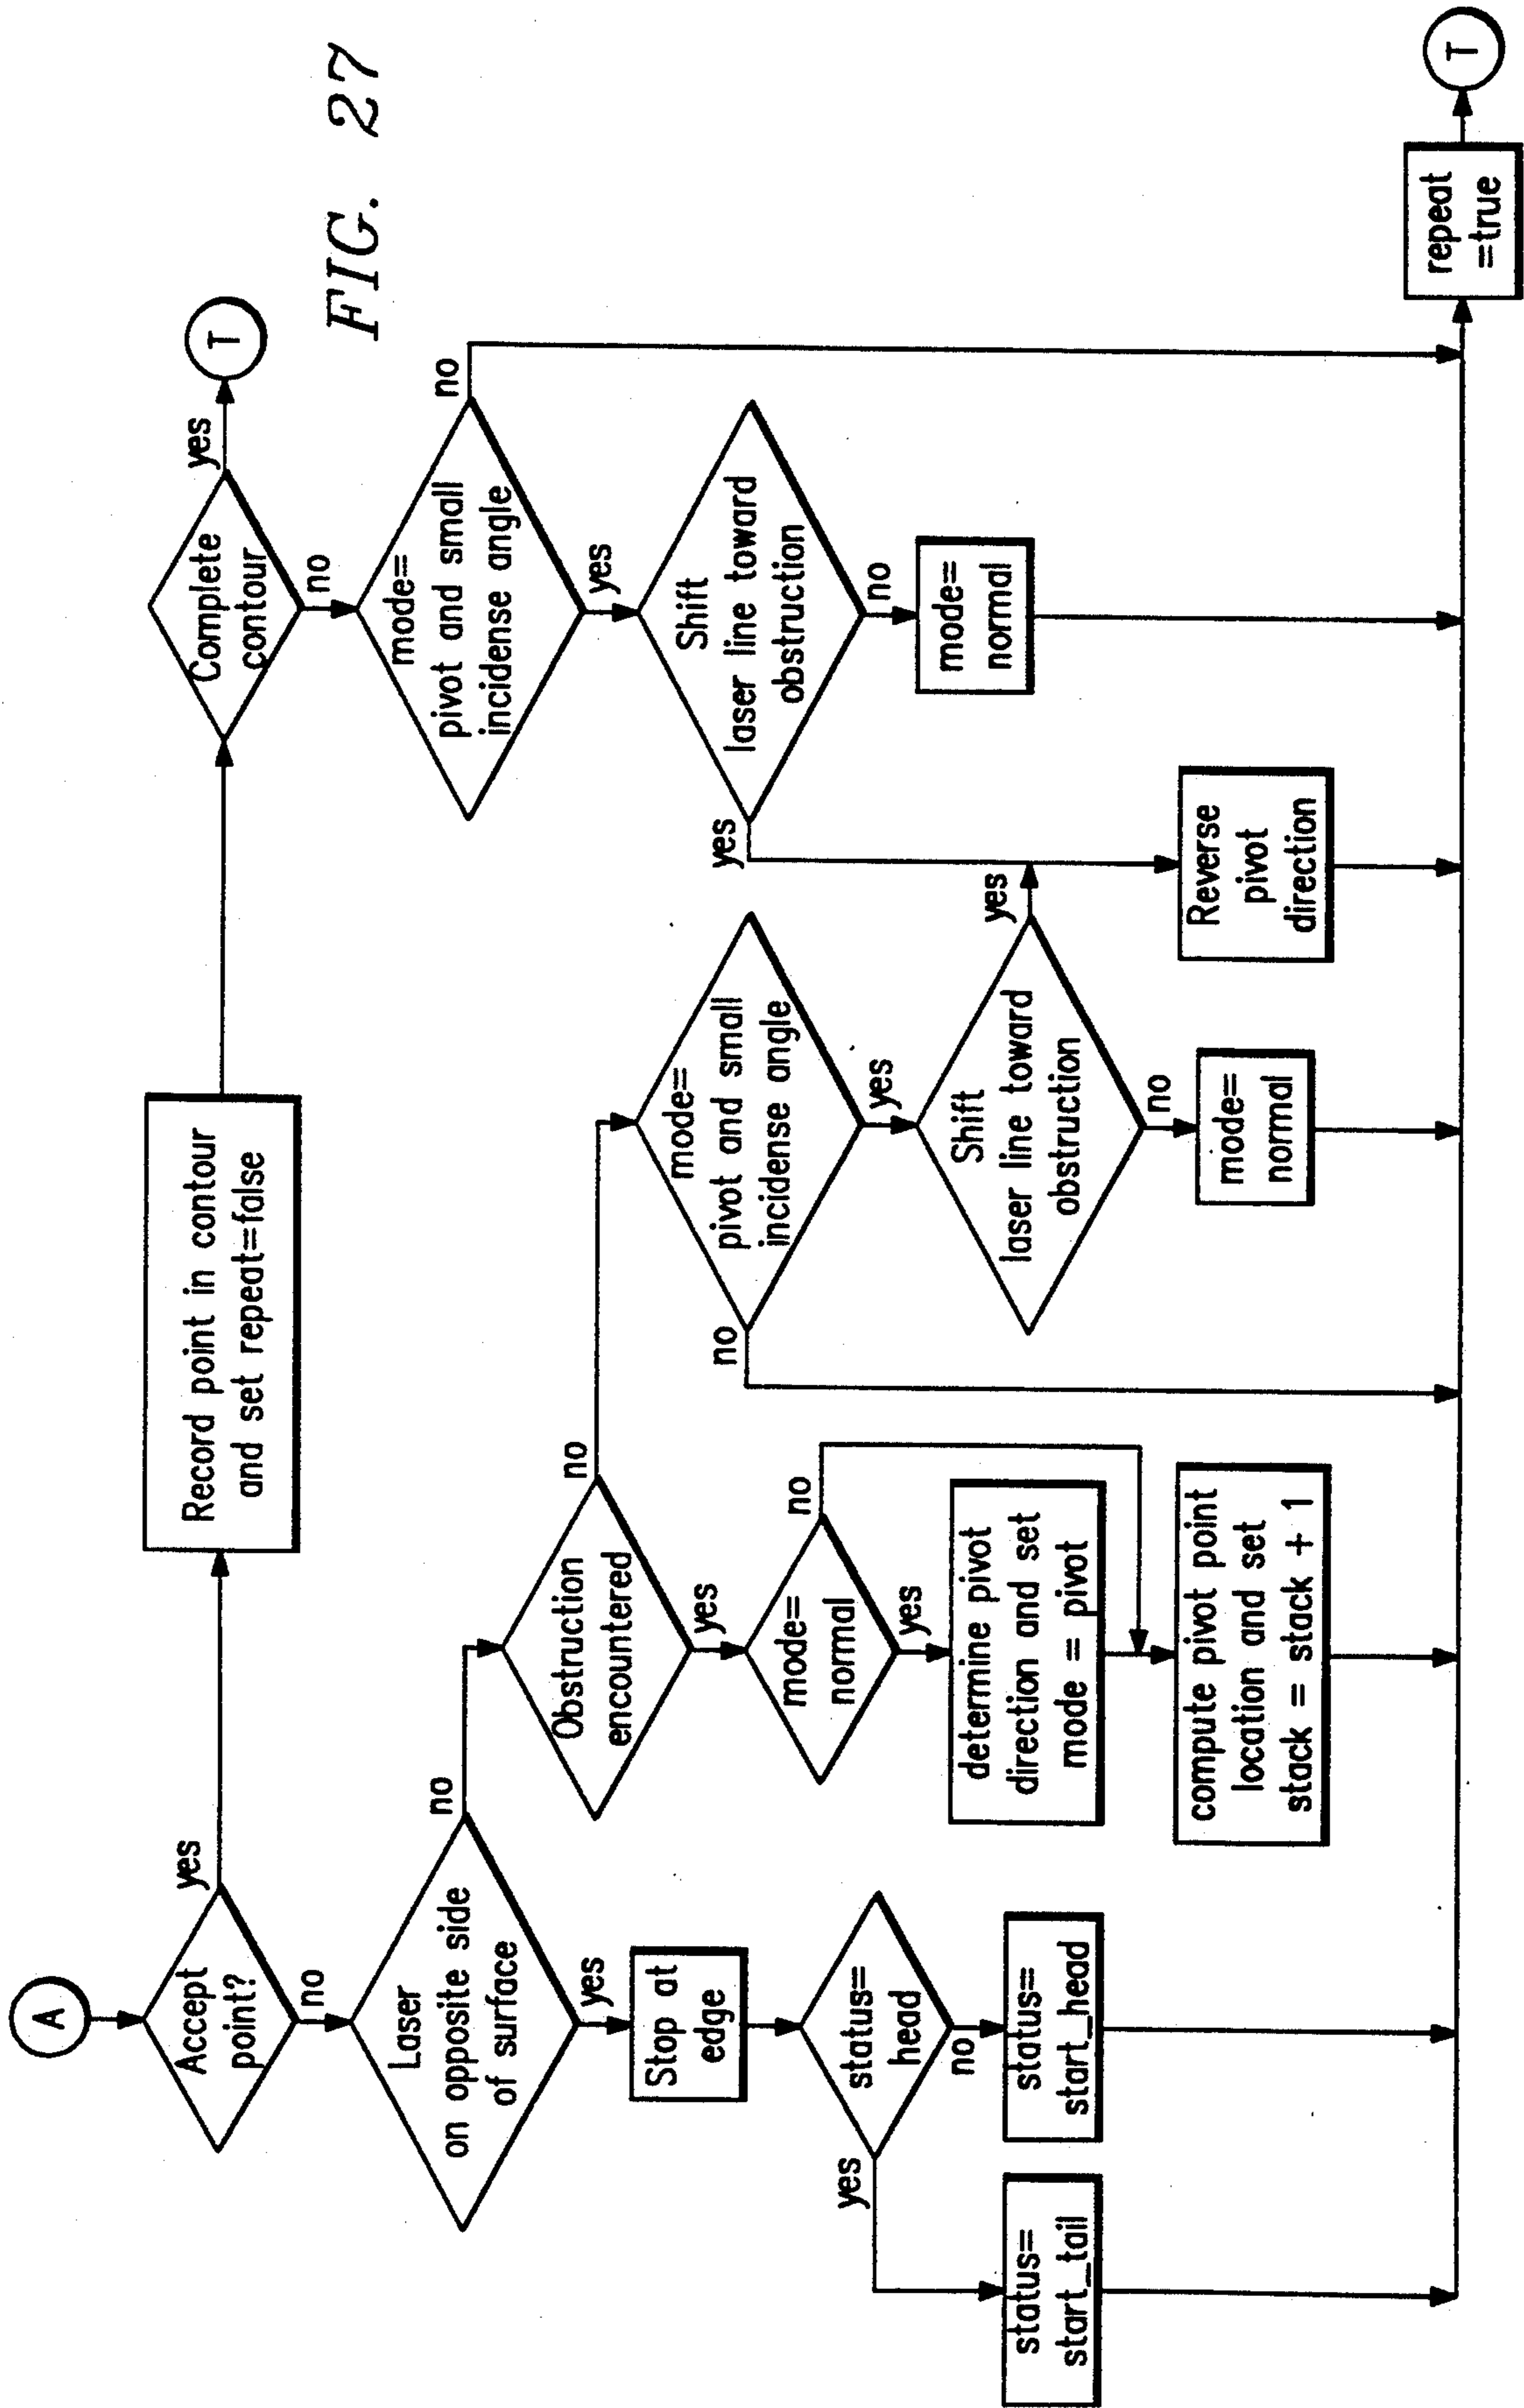 FIG. 27
A
Accept
point?
yes
no
Record point in contour
and set repeat=false
Complete
contour
yes
T
no
mode=
pivot and small
incidense angle
no
yes
Shift
laser line toward
obstruction
yes
no
mode=
normal
Laser
on opposite side
of surface
no
yes
Stop at
edge
status=
head
yes
no
status=
start_tail
status=
start_head
Obstruction
encountered
no
yes
mode=
normal
no
yes
determine pivot
direction and set
mode = pivot
compute pivot point
location and set
stack = stack + 1
mode=
pivot and small
incidense angle
no
yes
Shift
laser line toward
obstruction
yes
no
mode=
normal
Reverse
pivot
direction
repeat
=true
T